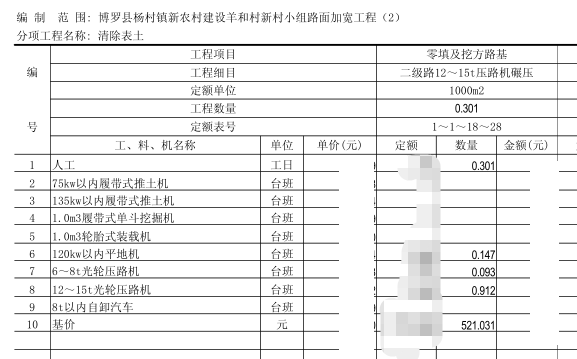 编 制 范 围: 博罗县杨村镇新农村建设羊和村新村小组路面加宽工程（2）
分项工程名称: 清除表土
编号 工程项目 零填及挖方路基
工程细目 二级路12～15t压路机碾压
定额单位 1000m2
工程数量 0.301
定额表号 1～1～18～28
工、料、机名称 单位 单价(元) 定额 数量 金额(元)
1 人工 工日 0.301
2 75kw以内履带式推土机 台班
3 135kw以内履带式推土机 台班
4 1.0m3履带式单斗挖掘机 台班
5 1.0m3轮胎式装载机 台班
6 120kw以内平地机 台班 0.147
7 6～8t光轮压路机 台班 0.093
8 12～15t光轮压路机 台班 0.912
9 8t以内自卸汽车 台班
10 基价 元 521.031